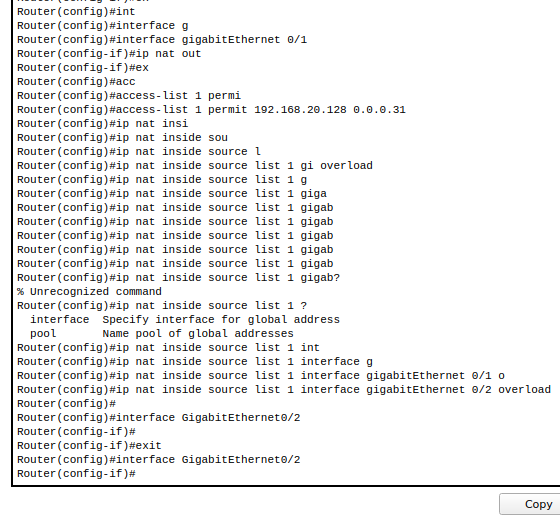 Router(config-if)#ex
Router(config)#int
Router(config)#interface g
Router(config)#interface gigabitEthernet 0/1
Router(config-if)#ip nat out
Router(config-if)#ex
Router(config)#acc
Router(config)#access-list 1 permi
Router(config)#access-list 1 permit 192.168.20.128 0.0.0.31
Router(config)#ip nat insi
Router(config)#ip nat inside sou
Router(config)#ip nat inside source l
Router(config)#ip nat inside source list 1 gi overload
Router(config)#ip nat inside source list 1 g
Router(config)#ip nat inside source list 1 giga
Router(config)#ip nat inside source list 1 gigab
Router(config)#ip nat inside source list 1 gigab
Router(config)#ip nat inside source list 1 gigab
Router(config)#ip nat inside source list 1 gigab
Router(config)#ip nat inside source list 1 gigab
Router(config)#ip nat inside source list 1 gigab?
% Unrecognized command
Router(config)#ip nat inside source list 1 ?
interface  Specify interface for global address
pool       Name pool of global addresses
Router(config)#ip nat inside source list 1 int
Router(config)#ip nat inside source list 1 interface g
Router(config)#ip nat inside source list 1 interface gigabitEthernet 0/1 o
Router(config)#ip nat inside source list 1 interface gigabitEthernet 0/2 overload
Router(config)#
Router(config)#interface GigabitEthernet0/2
Router(config-if)#
Router(config-if)#exit
Router(config)#interface GigabitEthernet0/2
Router(config-if)#
Copy